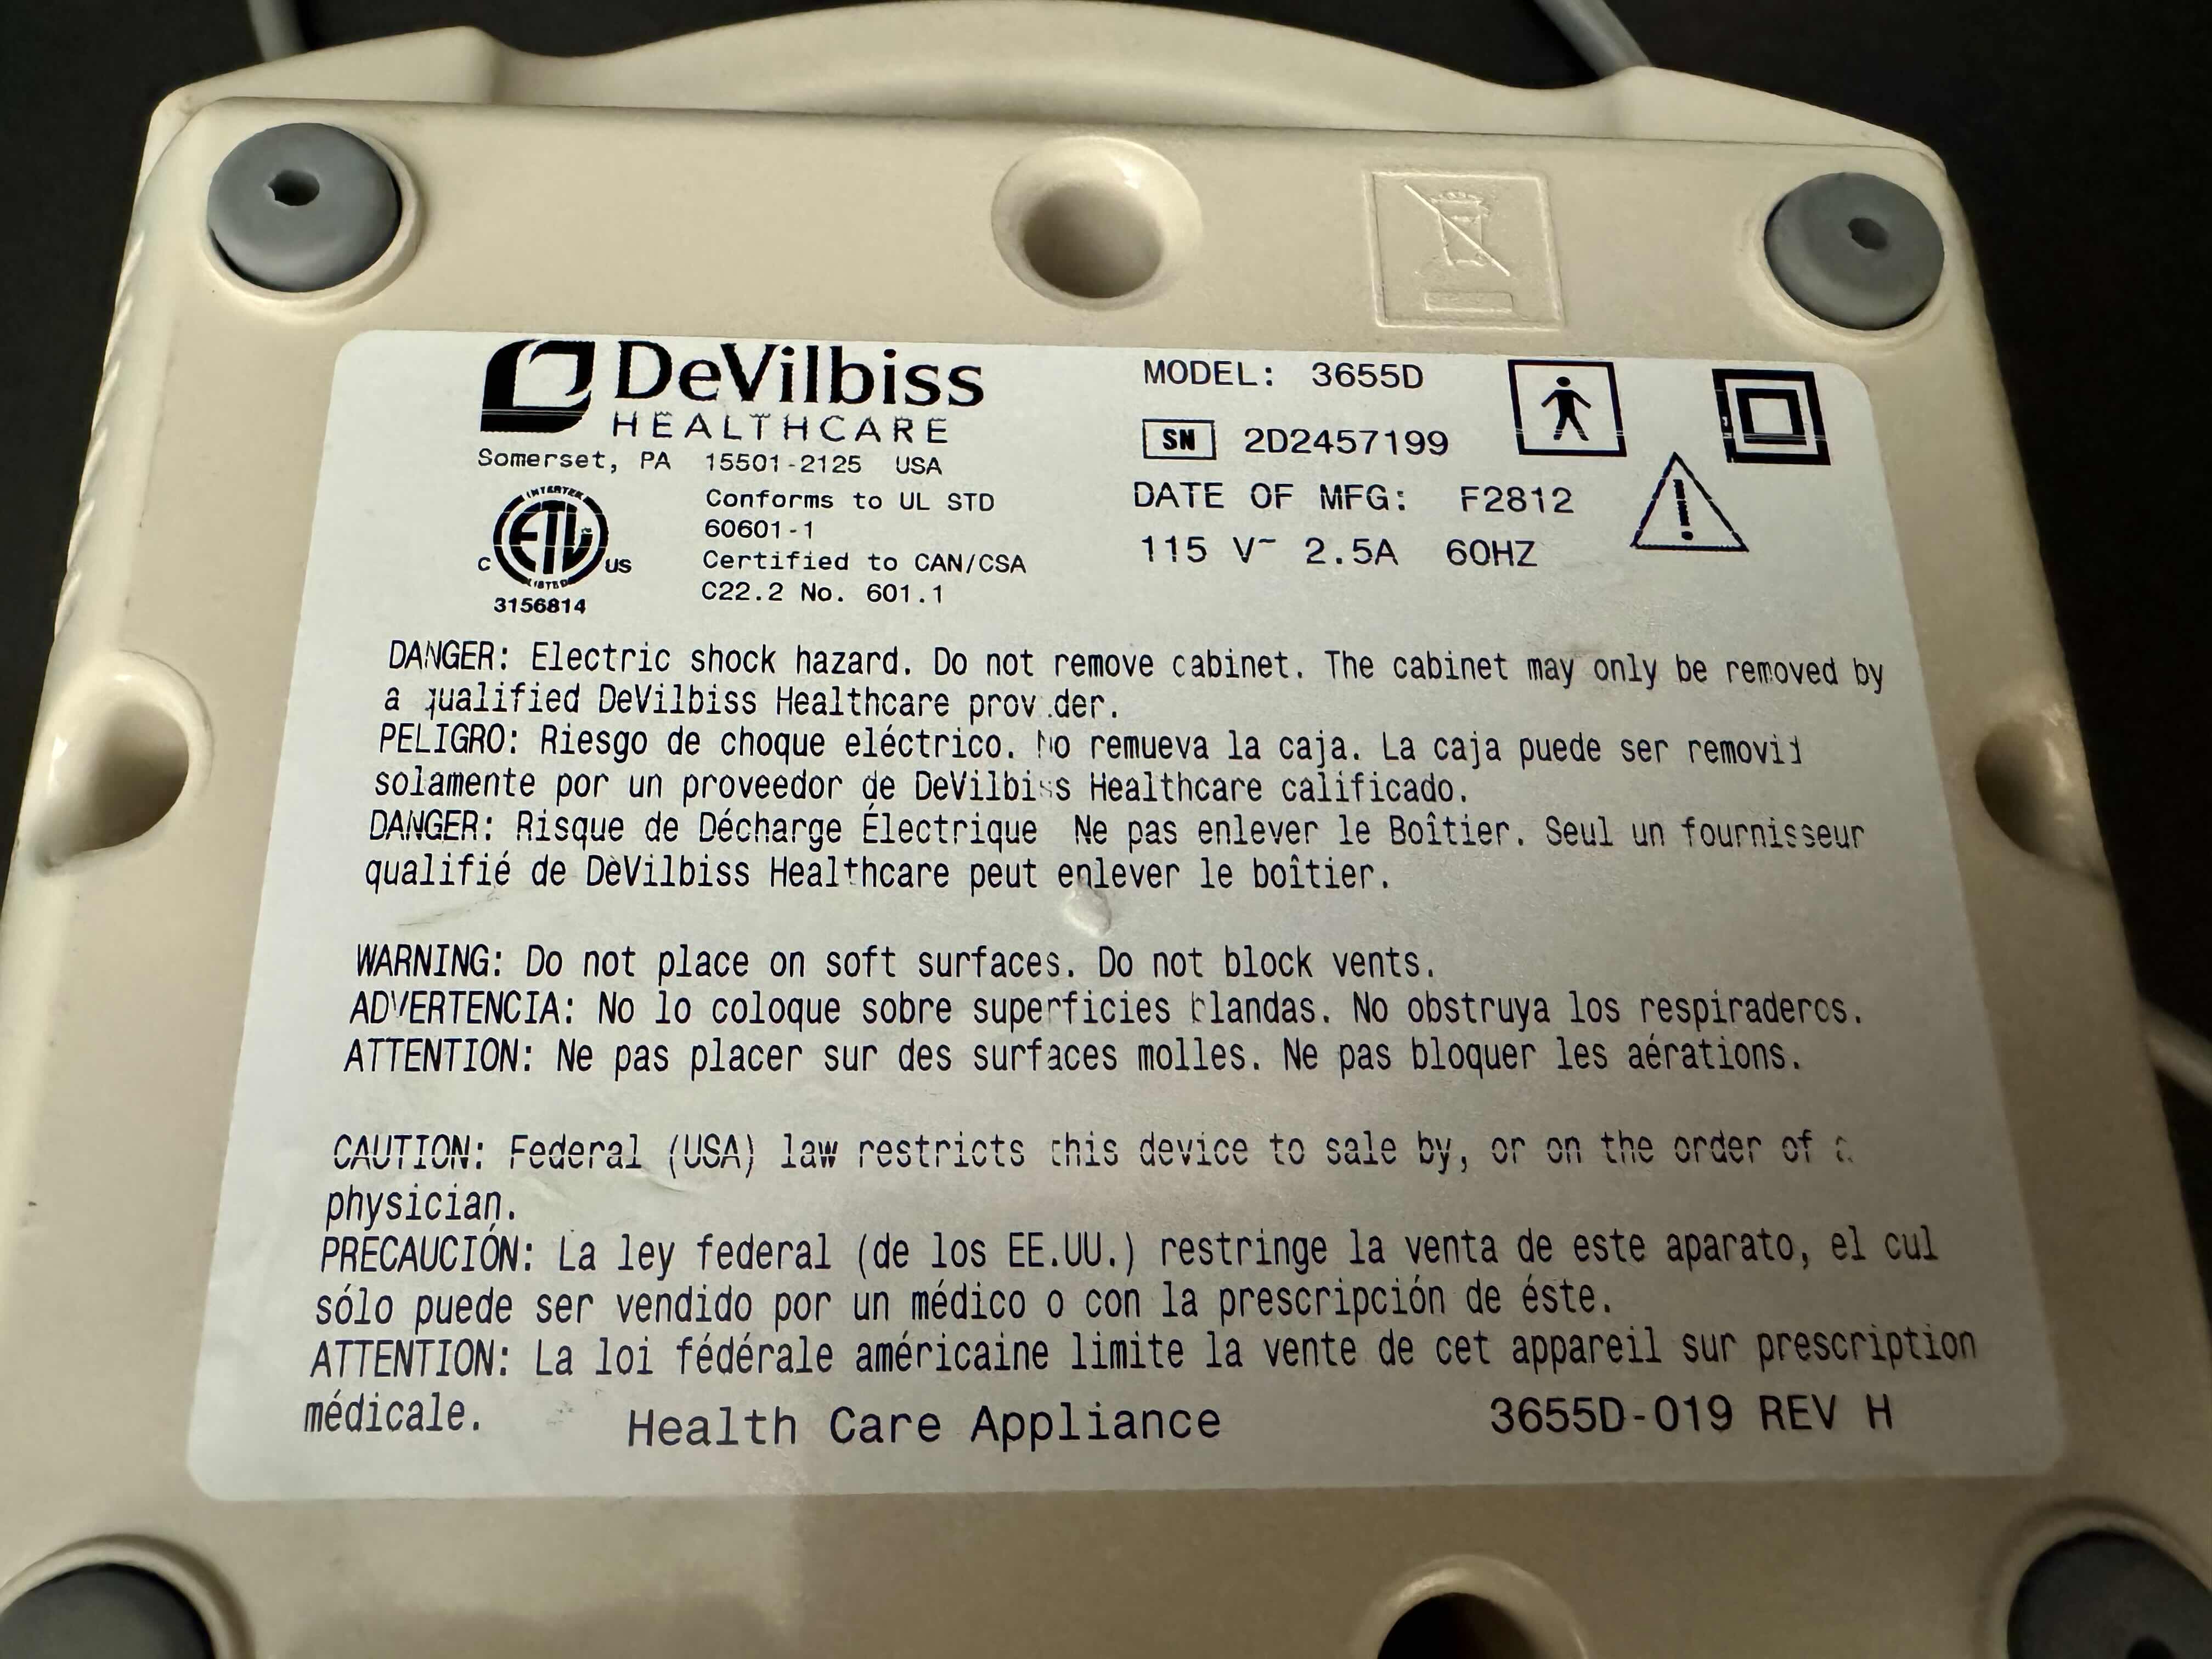 DeVilbiss
HEALTHCARE
Somerset, PA 15501-2125 USA
INTERTEK
ETL
C US
LISTED
3156814
Conforms to UL STD
60601-1
Certified to CAN/CSA
C22.2 No. 601.1
MODEL: 3655D
SN 2D2457199
DATE OF MFG: F2812
115 V~ 2.5A 60HZ
DANGER: Electric shock hazard. Do not remove cabinet. The cabinet may only be removed by
a qualified DeVilbiss Healthcare provider.
PELIGRO: Riesgo de choque eléctrico. No remueva la caja. La caja puede ser
solamente por un proveedor de DeVilbiss Healthcare calificado.
DANGER: Risque de Décharge Électrique Ne pas enlever le Boîtier. Seul un fournisseur
qualifié de DèVilbiss Healthcare peut enlever le boîtier.
WARNING: Do not place on soft surfaces. Do not block vents.
ADVERTENCIA: No lo coloque sobre superficies blandas. No obstruya los respiraderos.
ATTENTION: Ne pas placer sur des surfaces molles. Ne pas bloquer les aérations.
CAUTION: Federal (USA) law restricts this device to sale by, or on the order of a
physician.
PRECAUCIÓN: La ley federal (de los EE.UU.) restringe la venta de este aparato, el cul
sólo puede ser vendido por un médico o con la prescripción de éste.
ATTENTION: La loi fédérale américaine limite la vente de cet appareil sur prescription
médicale.
Health Care Appliance
3655D-019 REV H